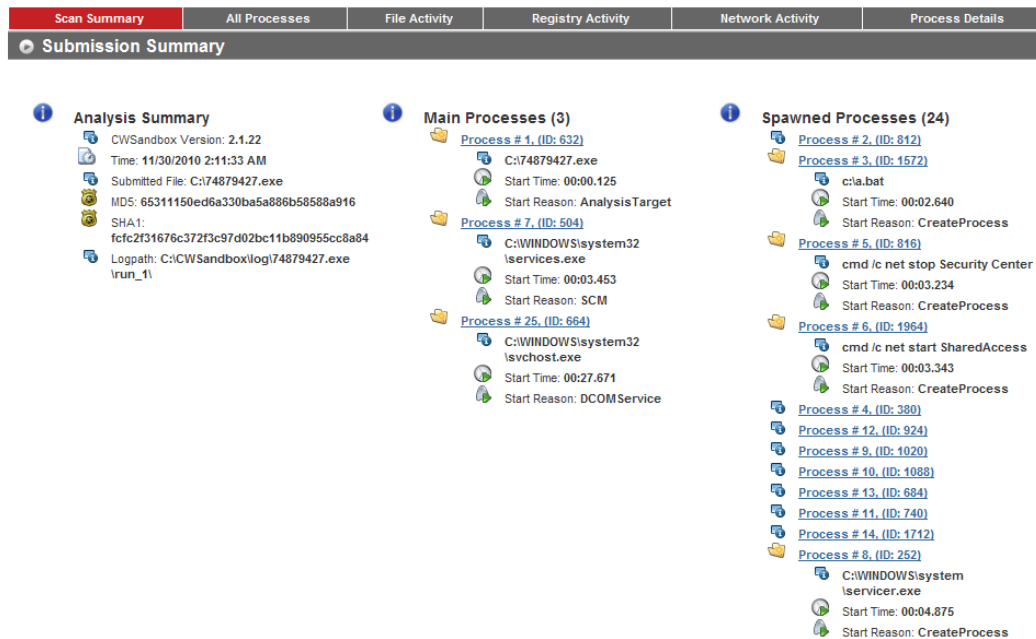 Scan Summary
All Processes
File Activity
Registry Activity
Network Activity
Process Details
Submission Summary
Analysis Summary
CWSandbox Version: 2.1.22
Time: 11/30/2010 2:11:33 AM
Submitted File: C:\74879427.exe
MD5: 65311150ed6a330ba5a886b58588a916
SHA1:
fcfc2f31676c372f3c97d02bc11b890955cc8a84
Logpath: C:\CWSandbox\log\74879427.exe
\run_1\
Main Processes (3)
Process # 1, (ID: 632)
C:\74879427.exe
Start Time: 00:00.125
Start Reason: AnalysisTarget
Process # 7, (ID: 504)
C:\WINDOWS\system32
\services.exe
Start Time: 00:03.453
Start Reason: SCM
Process # 25, (ID: 664)
C:\WINDOWS\system32
\svchost.exe
Start Time: 00:27.671
Start Reason: DCOMService
Spawned Processes (24)
Process # 2, (ID: 812)
Process # 3, (ID: 1572)
c:\a.bat
Start Time: 00:02.640
Start Reason: CreateProcess
Process # 5, (ID: 816)
cmd /c net stop Security Center
Start Time: 00:03.234
Start Reason: CreateProcess
Process # 6, (ID: 1964)
cmd /c net start SharedAccess
Start Time: 00:03.343
Start Reason: CreateProcess
Process # 4, (ID: 380)
Process # 12, (ID: 924)
Process # 9, (ID: 1020)
Process # 10, (ID: 1088)
Process # 13, (ID: 684)
Process # 11, (ID: 740)
Process # 14, (ID: 1712)
Process # 8, (ID: 252)
C:\WINDOWS\system
\servicer.exe
Start Time: 00:04.875
Start Reason: CreateProcess